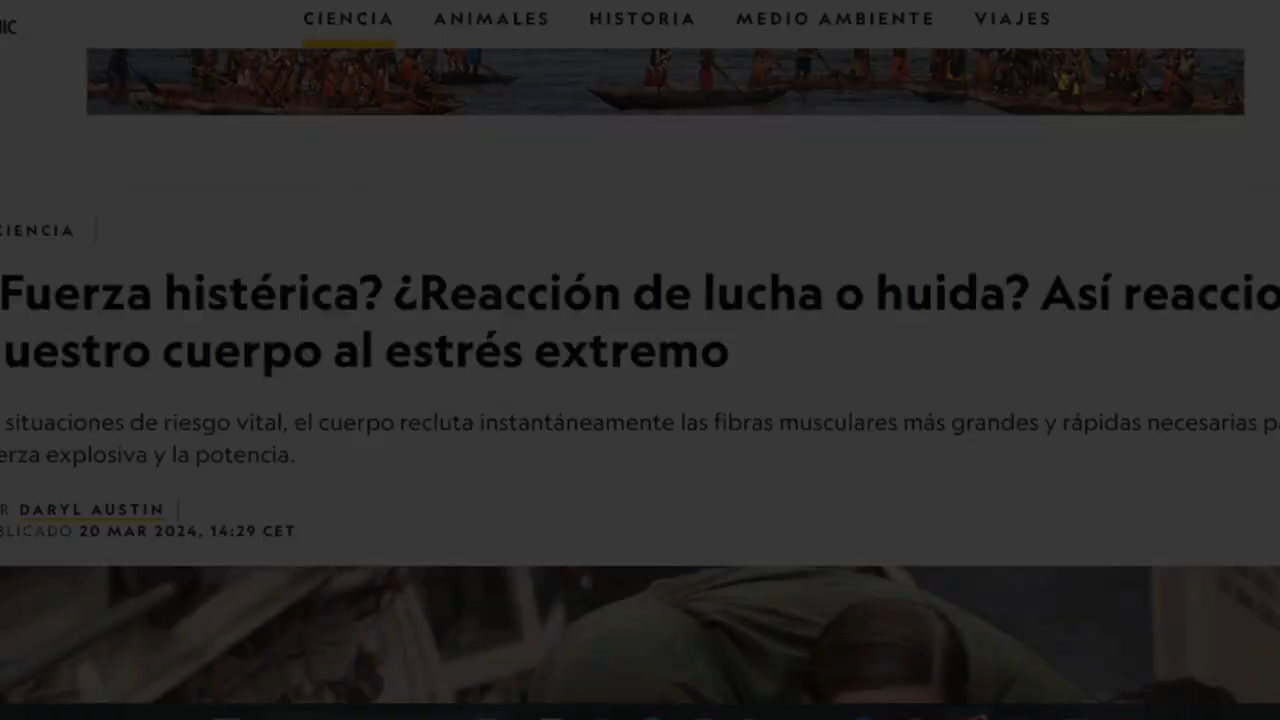 CIENCIA ANIMALES HISTORIA MEDIO AMBIENTE VIAJES
CIENCIA
Fuerza histérica? ¿Reacción de lucha o huida? Así reaccio
uestro cuerpo al estrés extremo
situaciones de riesgo vital, el cuerpo recluta instantáneamente las fibras musculares más grandes y rápidas necesarias p
erza explosiva y la potencia.
R DARYL AUSTIN
BLICADO 20 MAR 2024, 14:29 CET